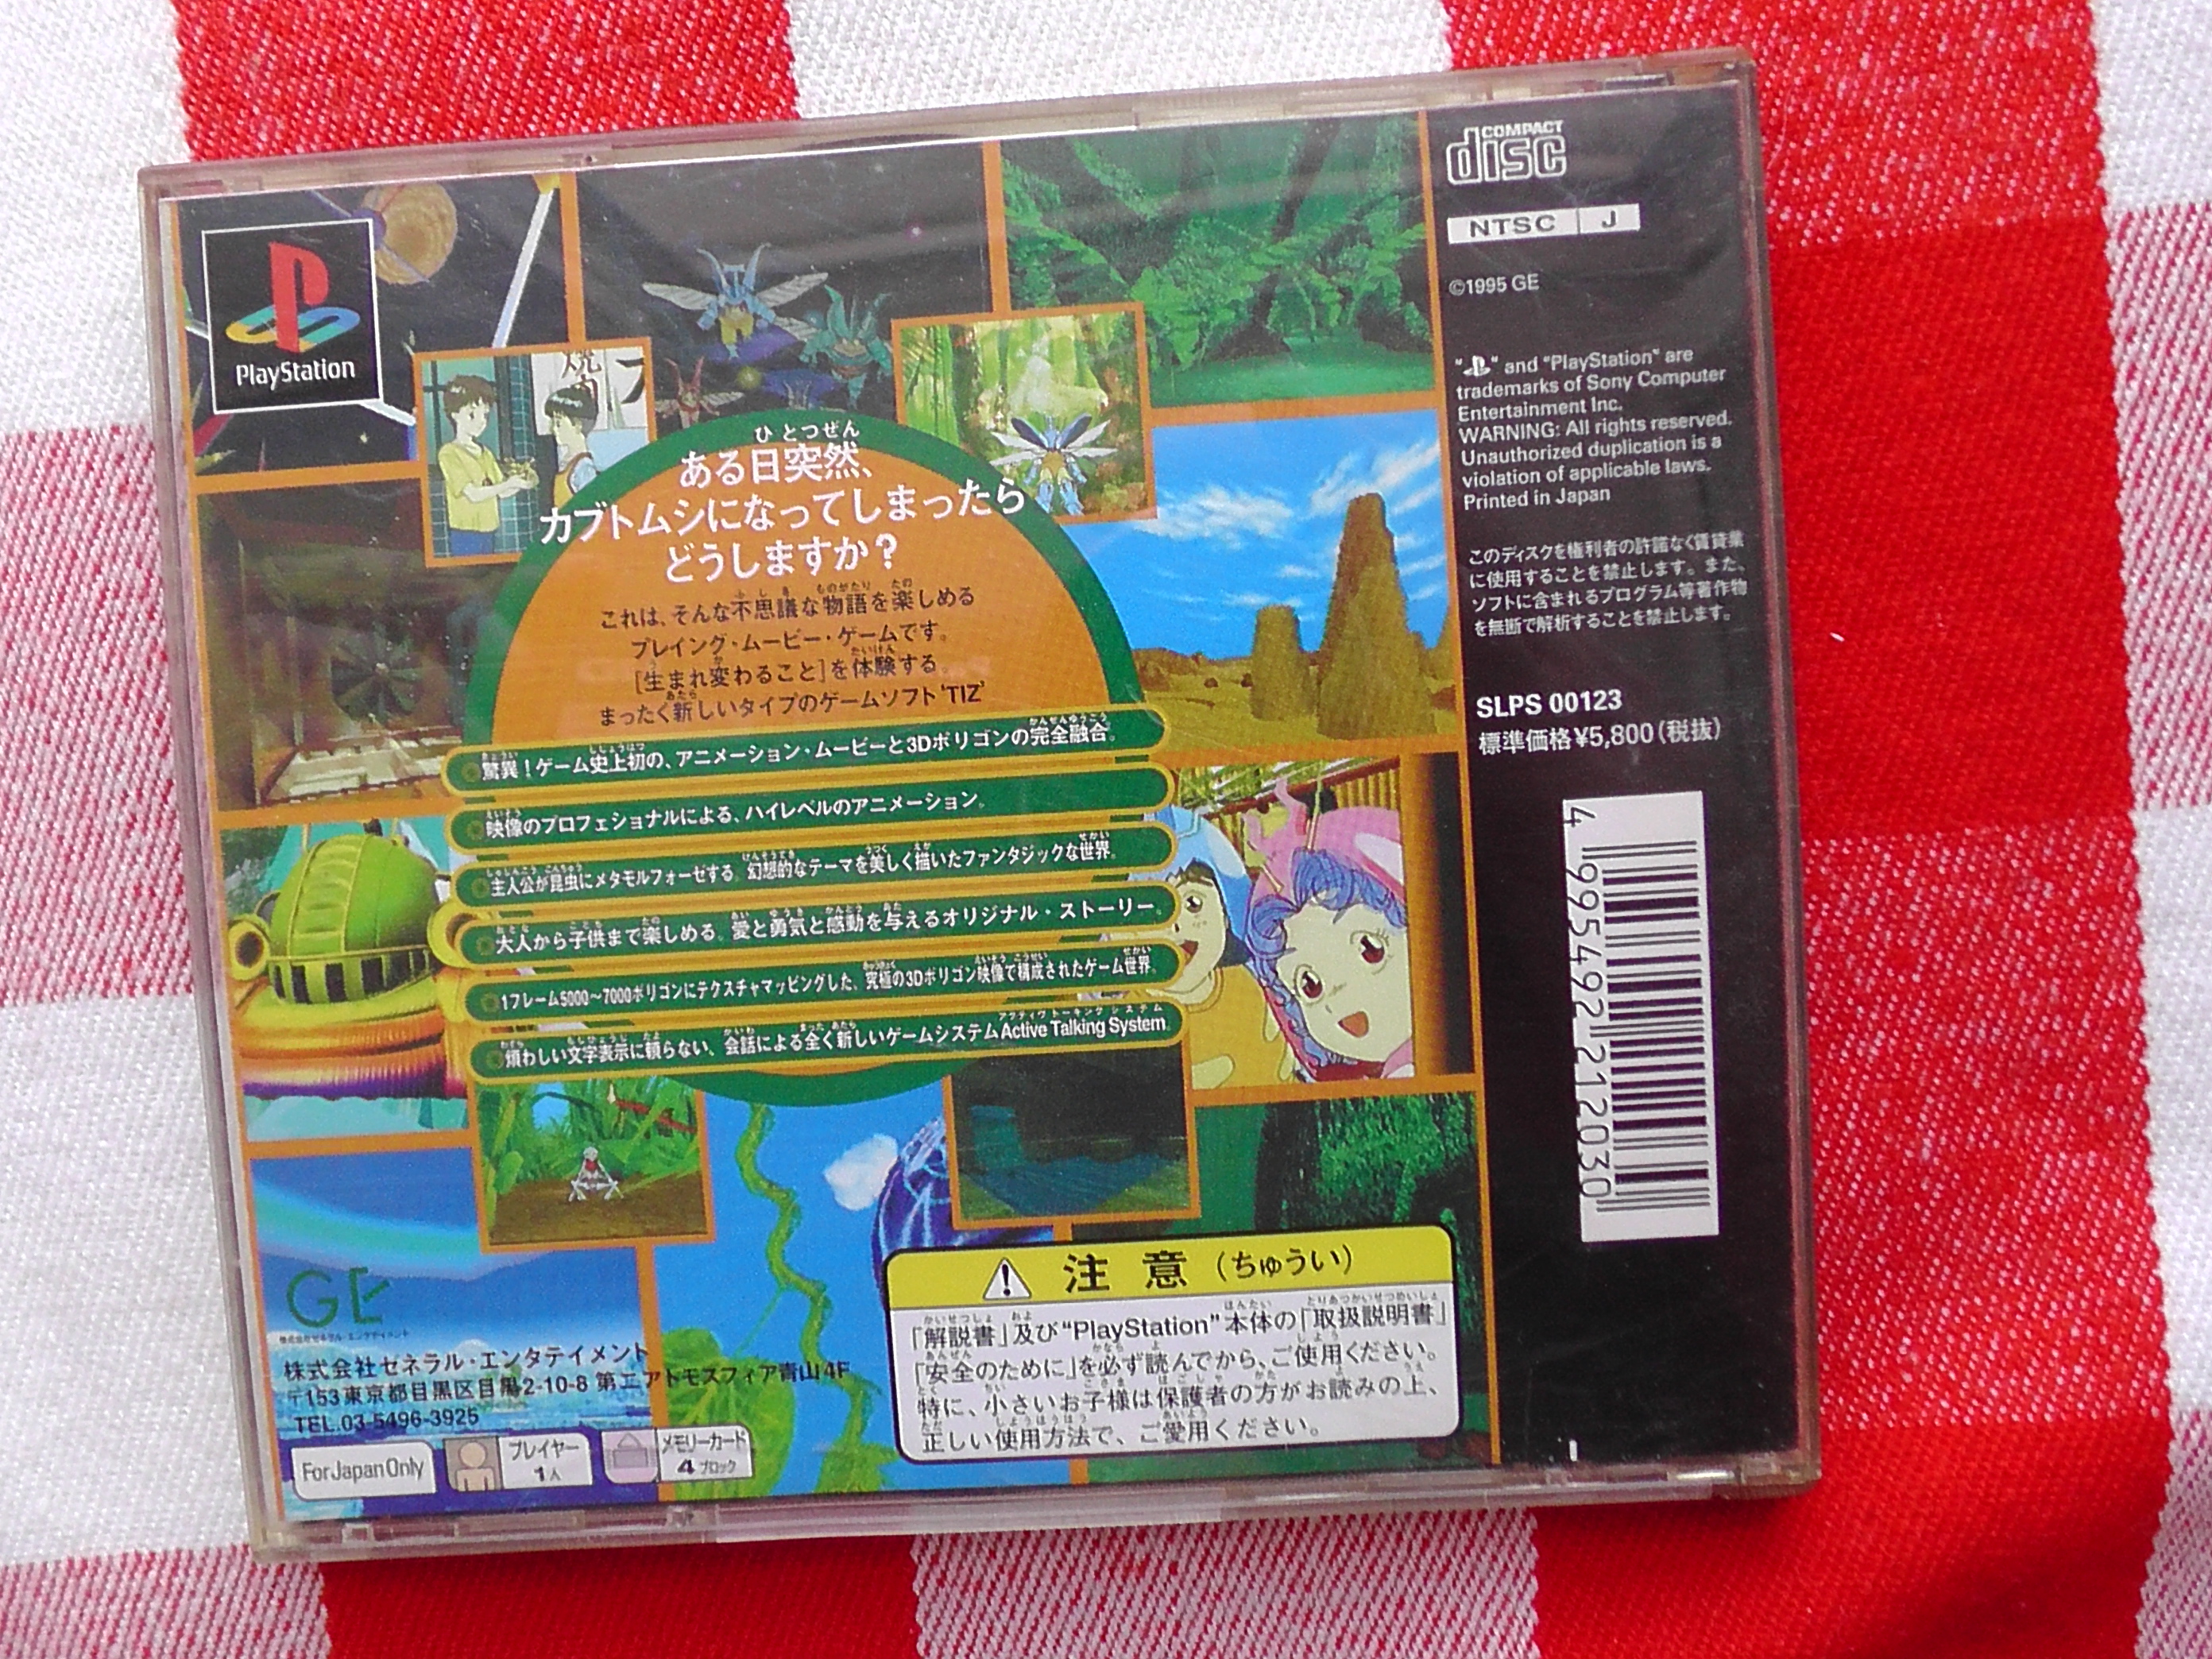 PlayStation
焼肉
ある日突然、
カブトムシになってしまったら
どうしますか？
これは、そんな不思議な物語を楽しめる
プレイング・ムービー・ゲームです。
[生まれ変わること]を体験する。
まったく新しいタイプのゲームソフト'TIZ'
驚異！ゲーム史上初の、アニメーション・ムービーと3Dポリゴンの完全融合。
映像のプロフェショナルによる、ハイレベルのアニメーション。
主人公が昆虫にメタモルフォーゼする。幻想的なテーマを美しく描いたファンタジックな世界。
大人から子供まで楽しめる。愛と勇気と感動を与えるオリジナル・ストーリー。
1フレーム5000〜7000ポリゴンにテクスチャマッピングした、究極の3Dポリゴン映像で構成されたゲーム世界。
煩わしい文字表示に頼らない、会話による全く新しいゲームシステムActive Talking System
GE
株式会社ゼネラル・エンタテイメント
株式会社ゼネラル・エンタテイメント
〒153東京都目黒区目黒2-10-8 第二アトモスフィア青山4F
TEL.03-5496-3925
For Japan Only
プレイヤー
1人
メモリーカード
4ブロック
注意（ちゅうい）
「解説書」及び“PlayStation”本体の「取扱説明書」
「安全のために」を必ず読んでから、ご使用ください。
特に、小さいお子様は保護者の方がお読みの上、
正しい使用方法で、ご愛用ください。
COMPACT
disc
NTSC J
©1995 GE
" " and "PlayStation" are
trademarks of Sony Computer
Entertainment Inc.
WARNING: All rights reserved.
Unauthorized duplication is a
violation of applicable laws.
Printed in Japan
このディスクを権利者の許諾なく賃貸業
に使用することを禁止します。また、
ソフトに含まれるプログラム等著作物
を無断で解析することを禁止します。
SLPS 00123
標準価格¥5,800(税抜)
4 995492 212030